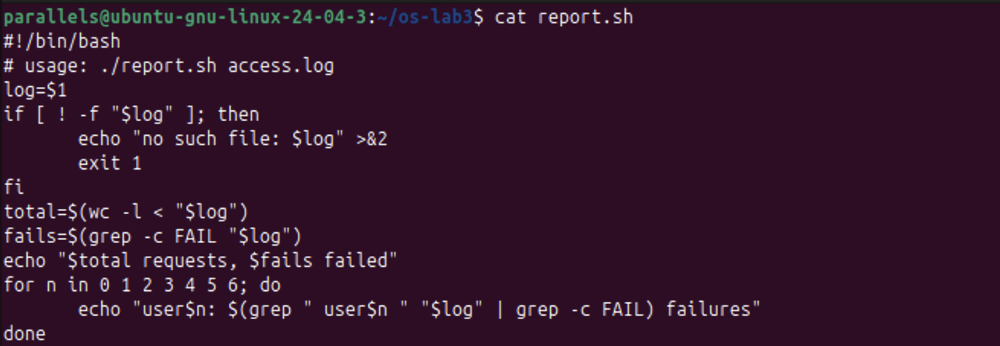 parallels@ubuntu-gnu-linux-24-04-3:~/os-lab3$ cat report.sh
#!/bin/bash
# usage: ./report.sh access.log
log=$1
if [ ! -f "$log" ]; then
        echo "no such file: $log" >&2
        exit 1
fi
total=$(wc -l < "$log")
fails=$(grep -c FAIL "$log")
echo "$total requests, $fails failed"
for n in 0 1 2 3 4 5 6; do
        echo "user$n: $(grep " user$n " "$log" | grep -c FAIL) failures"
done